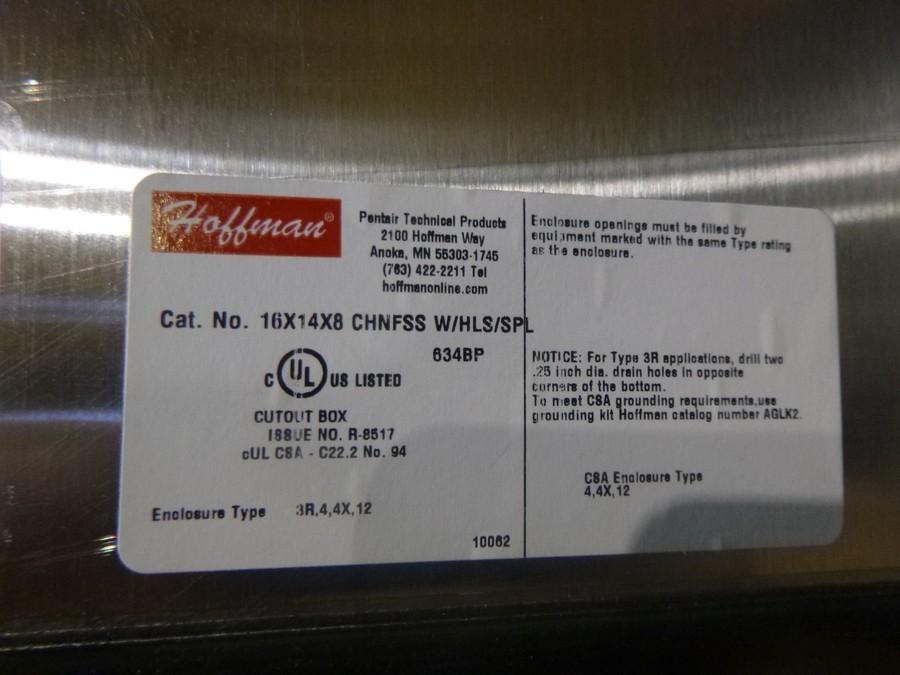 Hoffman®
Pentair Technical Products
2100 Hoffman Way
Anoka, MN 55303-1745
(763) 422-2211 Tel
hoffmanonline.com
Cat. No. 16X14X8 CHNFSS W/HLS/SPL
634BP
C UL US LISTED
CUTOUT BOX
ISSUE NO. R-8517
cUL CSA - C22.2 No. 94
Enclosure Type 3R,4,4X,12
10062
Enclosure openings must be filled by
equipment marked with the same Type rating
as the enclosure.
NOTICE: For Type 3R applications, drill two
.25 inch dia. drain holes in opposite
corners of the bottom.
To meet CSA grounding requirements,use
grounding kit Hoffman catalog number AGLK2.
CSA Enclosure Type
4,4X,12